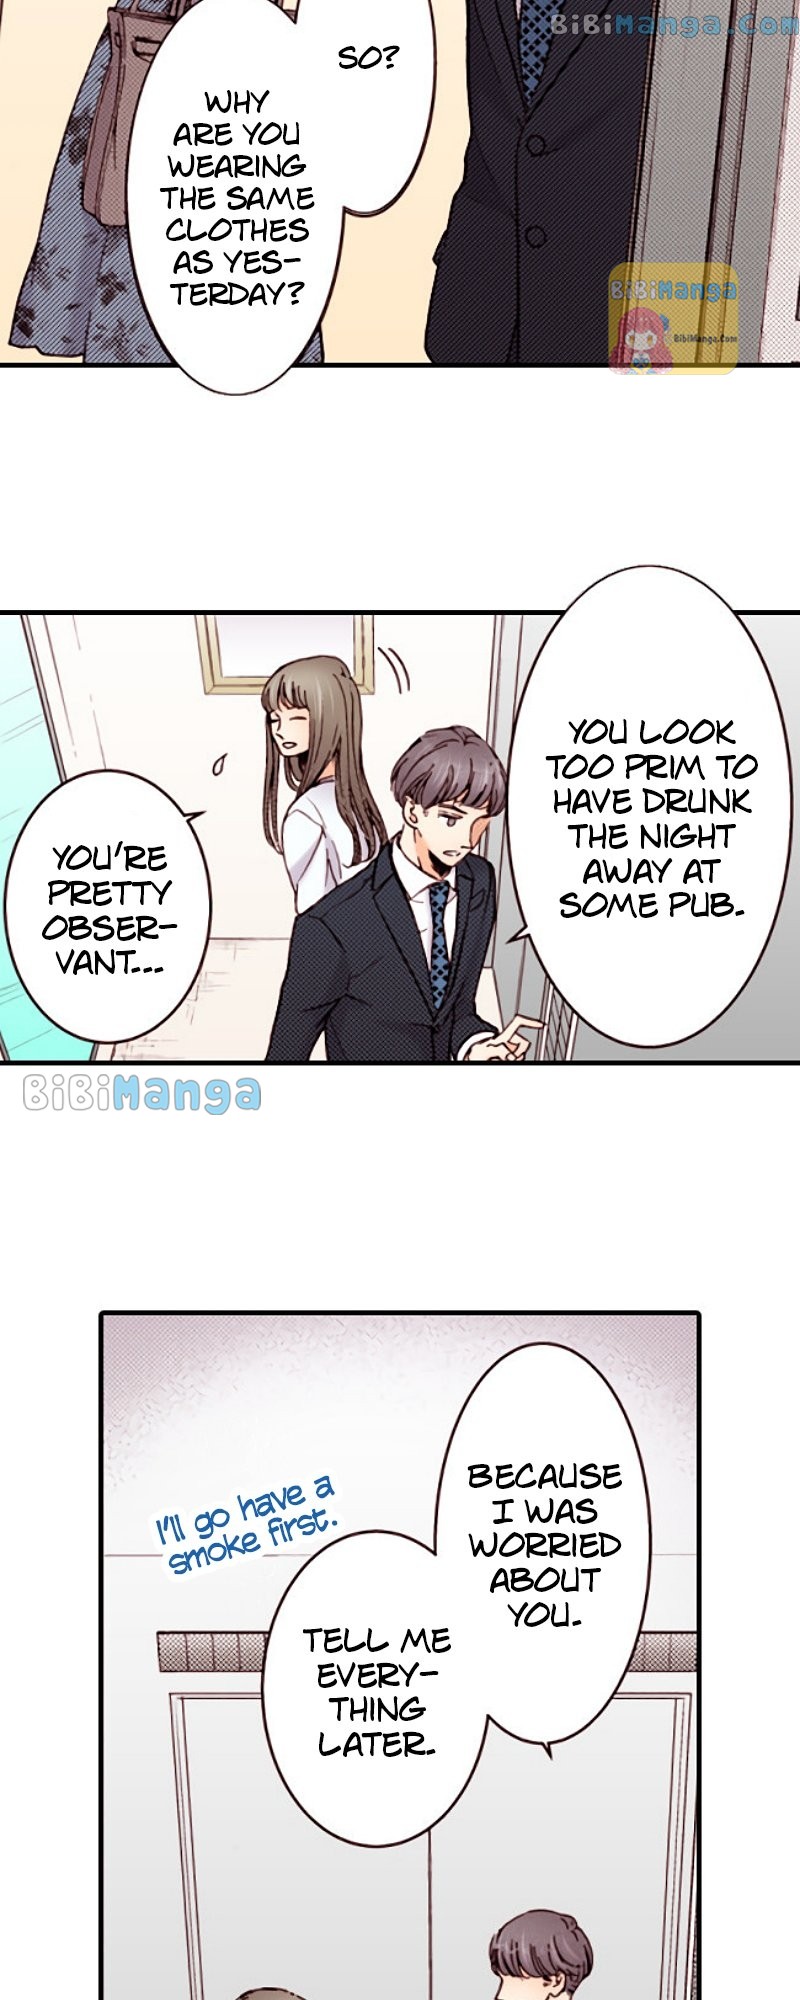 BiBiManga.Com
SO?
WHY
ARE YOU
WEARING
THE SAME
CLOTHES
AS YES-
TERDAY?
BiBiManga
BibiManga.Com
YOU LOOK
TOO PRIM TO
HAVE DRUNK
THE NIGHT
AWAY AT
SOME PUB.
YOU'RE
PRETTY
OBSER-
VANT...
BiBiManga
BECAUSE
I WAS
WORRIED
ABOUT
YOU.
I'll go have a
smoke first.
TELL ME
EVERY-
THING
LATER.